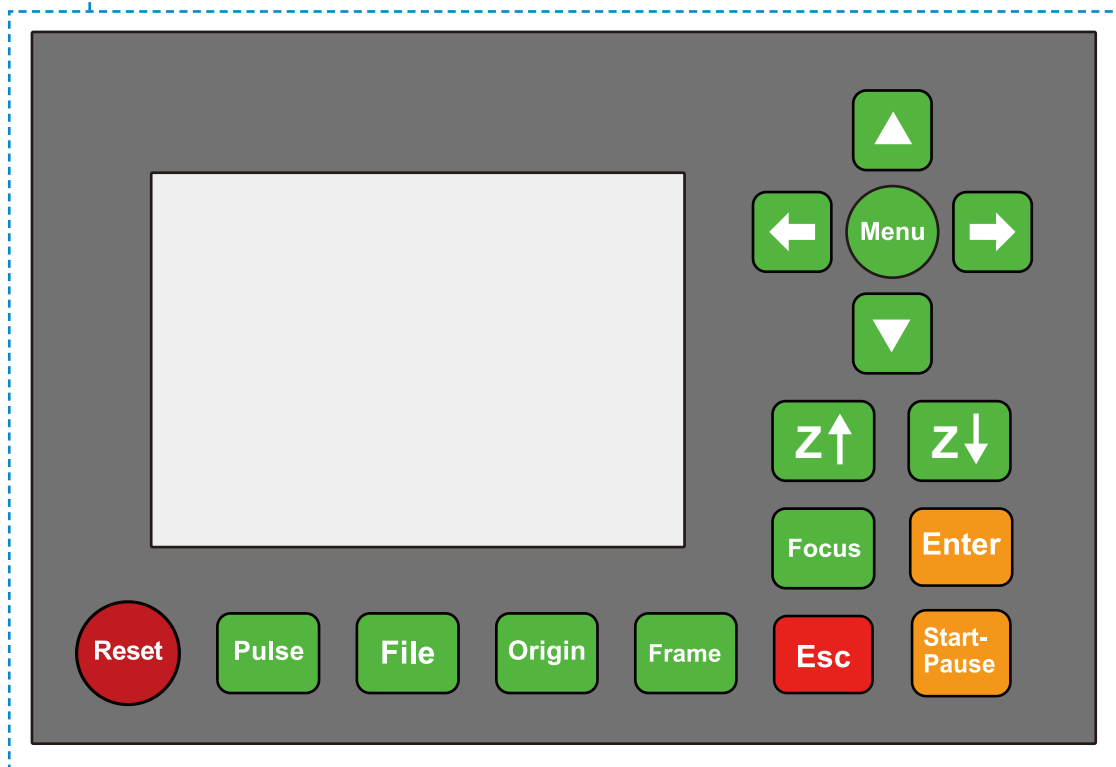 Menu
Z
Z
Focus
Enter
Reset
Pulse
File
Origin
Frame
Esc
Start-
Pause